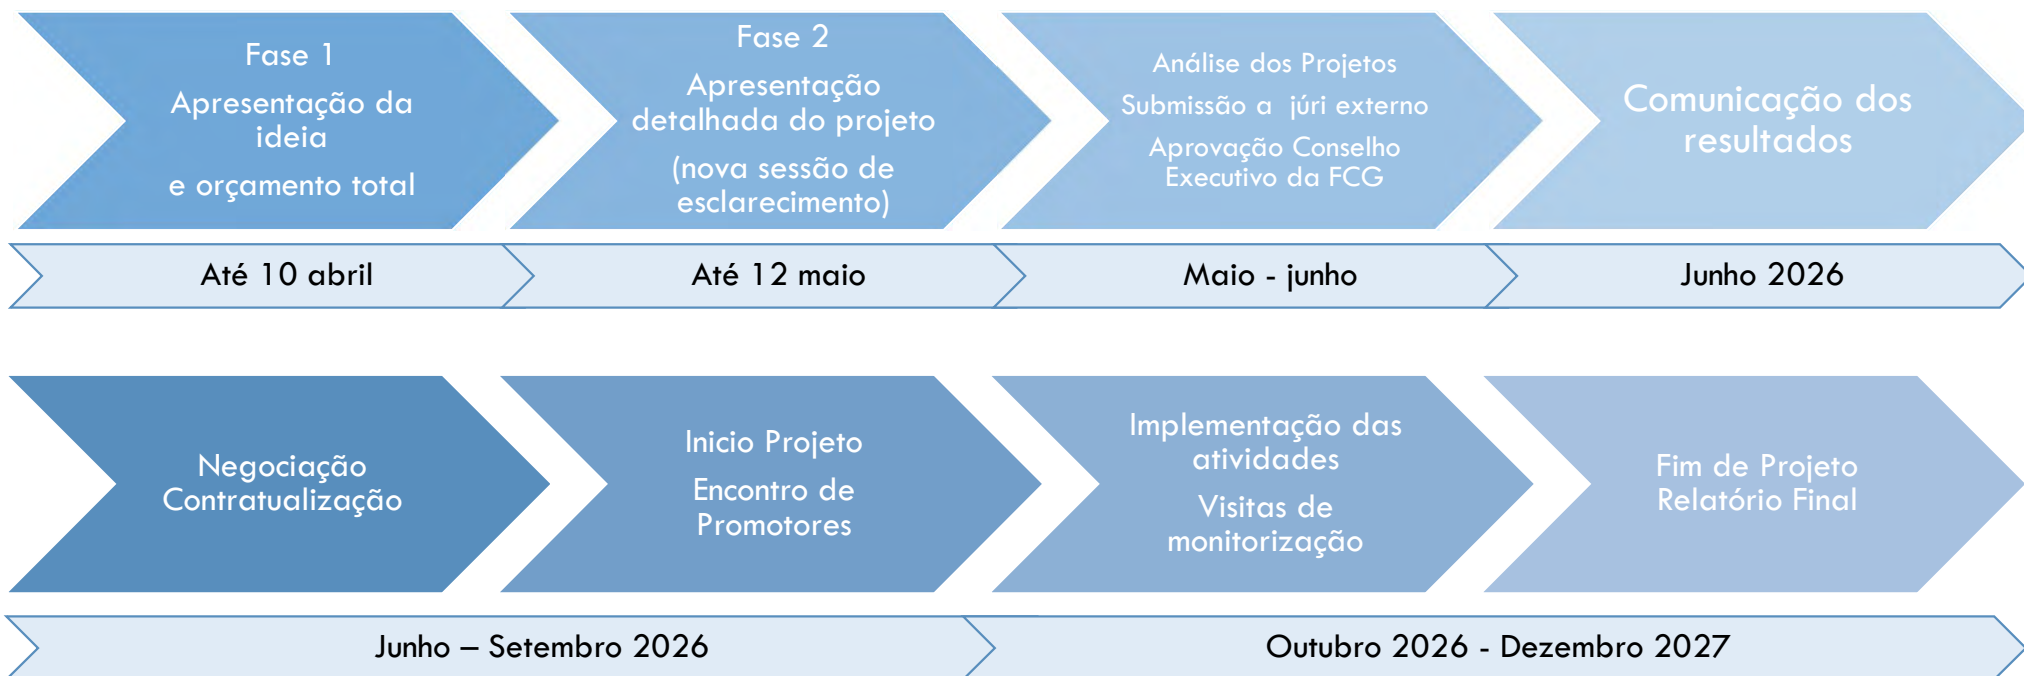 Fase 1
Apresentação da
ideia
e orçamento total
Fase 2
Apresentação
detalhada do projeto
(nova sessão de
esclarecimento)
Análise dos Projetos
Submissão a júri externo
Aprovação Conselho
Executivo da FCG
Comunicação dos
resultados
Até 10 abril
Até 12 maio
Maio - junho
Junho 2026
Negociação
Contratualização
Inicio Projeto
Encontro de
Promotores
Implementação das
atividades
Visitas de
monitorização
Fim de Projeto
Relatório Final
Junho – Setembro 2026
Outubro 2026 - Dezembro 2027